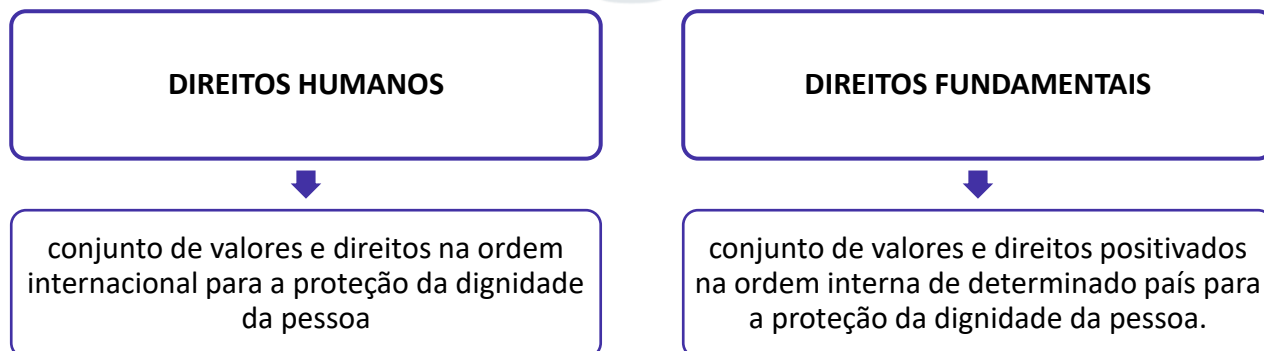 DIREITOS HUMANOS
conjunto de valores e direitos na ordem
internacional para a proteção da dignidade
da pessoa
DIREITOS FUNDAMENTAIS
conjunto de valores e direitos positivados
na ordem interna de determinado país para
a proteção da dignidade da pessoa.